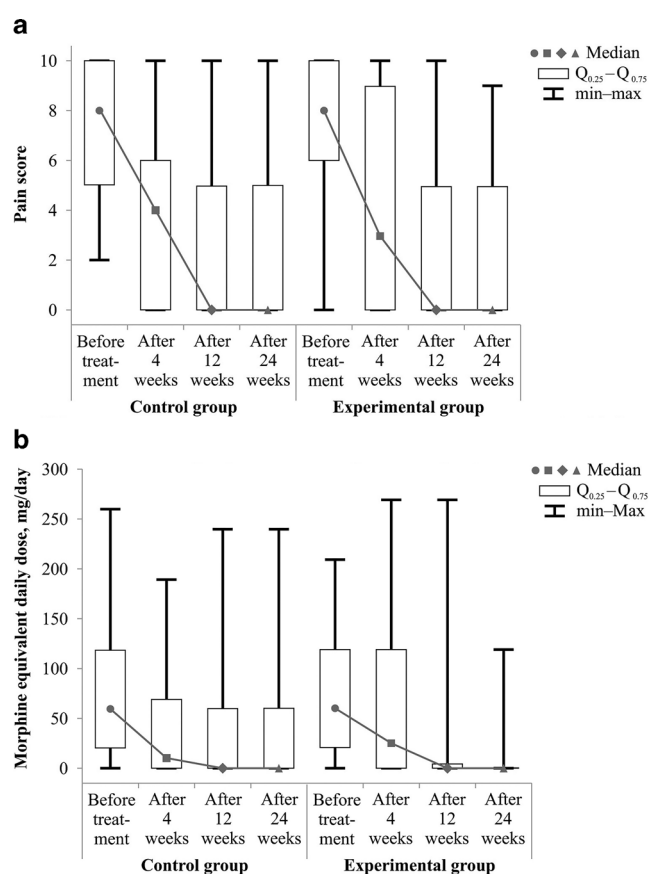 a
Median
Q0.25–Q0.75
min–max
Pain score
10
8
6
4
2
0
Before After After After Before After After After
treat- 4 12 24 treat- 4 12 24
ment weeks weeks weeks ment weeks weeks weeks
Control group Experimental group
b
Median
Q0.25–Q0.75
min–Max
Morphine equivalent daily dose, mg/day
300
250
200
150
100
50
0
Before After After After Before After After After
treat- 4 12 24 treat- 4 12 24
ment weeks weeks weeks ment weeks weeks weeks
Control group Experimental group